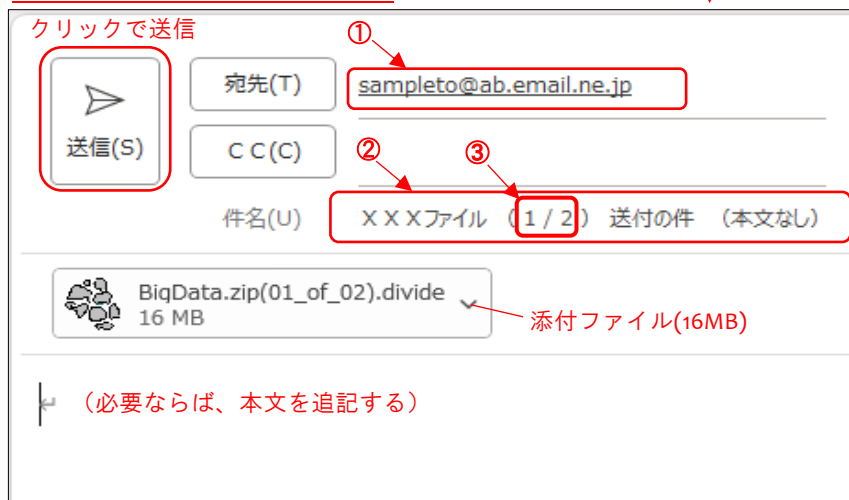 クリックで送信
①
宛先(T) sampleto@ab.email.ne.jp
送信(S)
ＣＣ(C)
② ③
件名(U) ＸＸＸファイル （１/２） 送付の件 （本文なし）
BigData.zip(01_of_02).divide
16 MB
添付ファイル(16MB)
（必要ならば、本文を追記する）